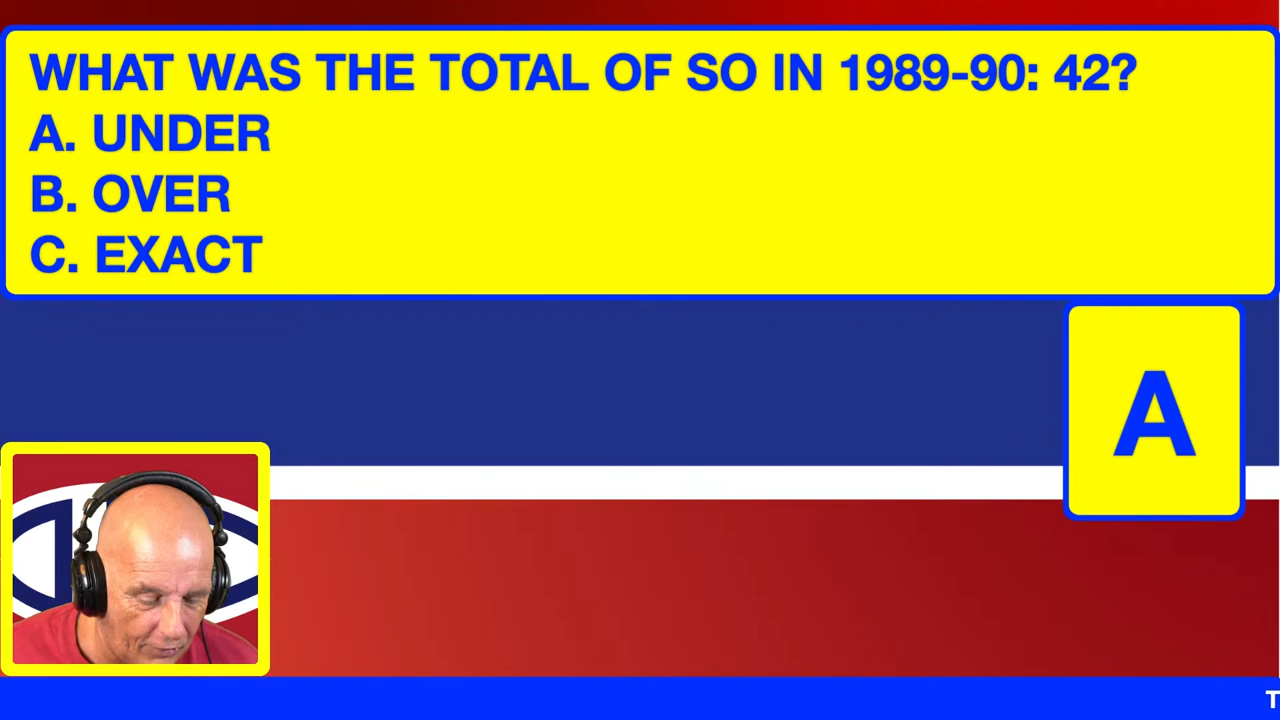 WHAT WAS THE TOTAL OF SO IN 1989-90: 42?
A. UNDER
B. OVER
C. EXACT
A
T